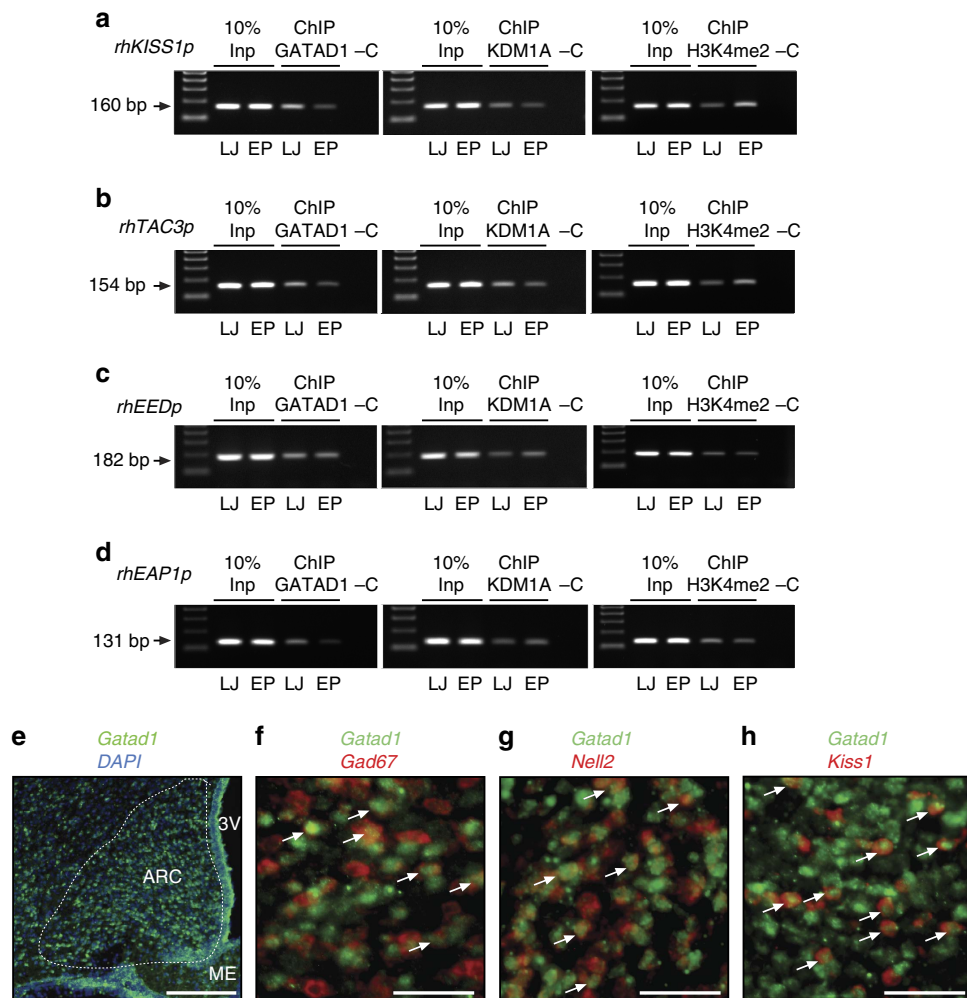 a
rhKISS1p
10% ChIP 10% ChIP 10% ChIP
Inp GATAD1 –C Inp KDM1A –C Inp H3K4me2 –C
160 bp
LJ EP LJ EP LJ EP LJ EP LJ EP LJ EP
b
rhTAC3p
10% ChIP 10% ChIP 10% ChIP
Inp GATAD1 –C Inp KDM1A –C Inp H3K4me2 –C
154 bp
LJ EP LJ EP LJ EP LJ EP LJ EP LJ EP
c
rhEEDp
10% ChIP 10% ChIP 10% ChIP
Inp GATAD1 –C Inp KDM1A –C Inp H3K4me2 –C
182 bp
LJ EP LJ EP LJ EP LJ EP LJ EP LJ EP
d
rhEAP1p
10% ChIP 10% ChIP 10% ChIP
Inp GATAD1 –C Inp KDM1A –C Inp H3K4me2 –C
131 bp
LJ EP LJ EP LJ EP LJ EP LJ EP LJ EP
e
Gatad1
DAPI
3V
ARC
ME
f
Gatad1
Gad67
g
Gatad1
Nell2
h
Gatad1
Kiss1